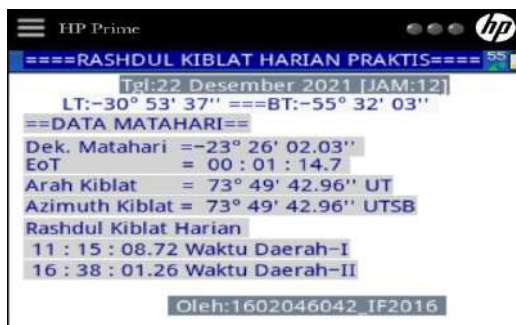 HP Prime
hp
====RASHDUL KIBLAT HARIAN PRAKTIS==== 55
Tgl:22 Desember 2021 [JAM:12]
LT:-30° 53' 37'' ===BT:-55° 32' 03''
==DATA MATAHARI==
Dek. Matahari =-23° 26' 02.03''
EoT = 00 : 01 : 14.7
Arah Kiblat = 73° 49' 42.96'' UT
Azimuth Kiblat = 73° 49' 42.96'' UTSB
Rashdul Kiblat Harian
11 : 15 : 08.72 Waktu Daerah-I
16 : 38 : 01.26 Waktu Daerah-II
Oleh:1602046042_IF2016